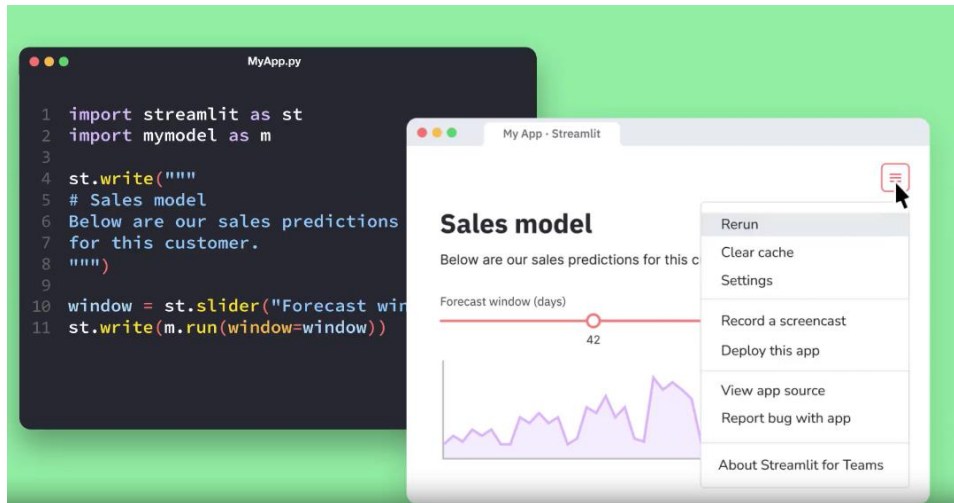 MyApp.py
1 import streamlit as st
2 import mymodel as m
3
4 st.write("""
5 # Sales model
6 Below are our sales predictions
7 for this customer.
8 """)
9
10 window = st.slider("Forecast win
11 st.write(m.run(window=window))
My App · Streamlit
Sales model
Below are our sales predictions for this c
Forecast window (days)
42
Rerun
Clear cache
Settings
Record a screencast
Deploy this app
View app source
Report bug with app
About Streamlit for Teams